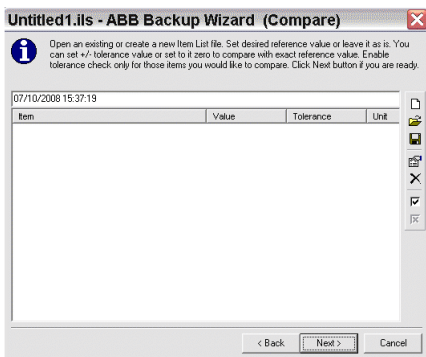 Untitled1.ils - ABB Backup Wizard (Compare)
Open an existing or create a new Item List file. Set desired reference value or leave it as is. You
can set +/- tolerance value or set to it zero to compare with exact reference value. Enable
tolerance check only for those items you would like to compare. Click Next button if you are ready.
07/10/2008 15:37:19
Item Value Tolerance Unit
< Back Next > Cancel